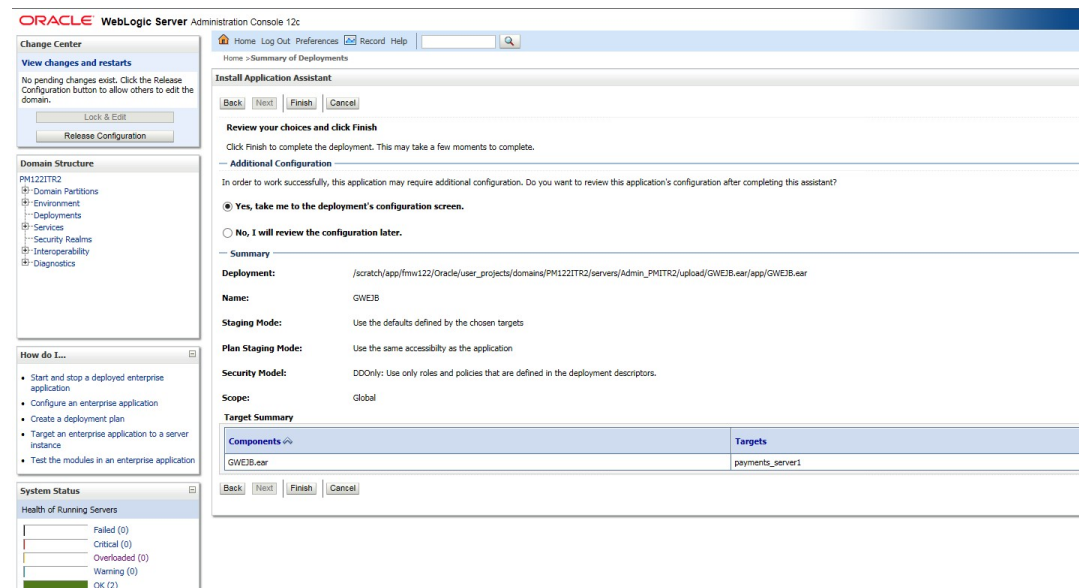 ORACLE WebLogic Server Administration Console 12c
Change Center
View changes and restarts
No pending changes exist. Click the Release
Configuration button to allow others to edit the
domain.
Lock & Edit
Release Configuration
Domain Structure
PM122ITR2
Domain Partitions
Environment
Deployments
Services
Security Realms
Interoperability
Diagnostics
How do I...
Start and stop a deployed enterprise
application
Configure an enterprise application
Create a deployment plan
Target an enterprise application to a server
instance
Test the modules in an enterprise application
System Status
Health of Running Servers
Failed (0)
Critical (0)
Overloaded (0)
Warning (0)
OK (2)
Home Log Out Preferences Record Help
Home >Summary of Deployments
Install Application Assistant
Back Next Finish Cancel
Review your choices and click Finish
Click Finish to complete the deployment. This may take a few moments to complete.
Additional Configuration
In order to work successfully, this application may require additional configuration. Do you want to review this application's configuration after completing this assistant?
Yes, take me to the deployment's configuration screen.
No, I will review the configuration later.
Summary
Deployment: /scratch/app/fmw122/Oracle/user_projects/domains/PM122ITR2/servers/Admin_PMITR2/upload/GWEJB.ear/app/GWEJB.ear
Name: GWEJB
Staging Mode: Use the defaults defined by the chosen targets
Plan Staging Mode: Use the same accessibilty as the application
Security Model: DDOnly: Use only roles and policies that are defined in the deployment descriptors.
Scope: Global
Target Summary
Components Targets
GWEJB.ear payments_server1
Back Next Finish Cancel